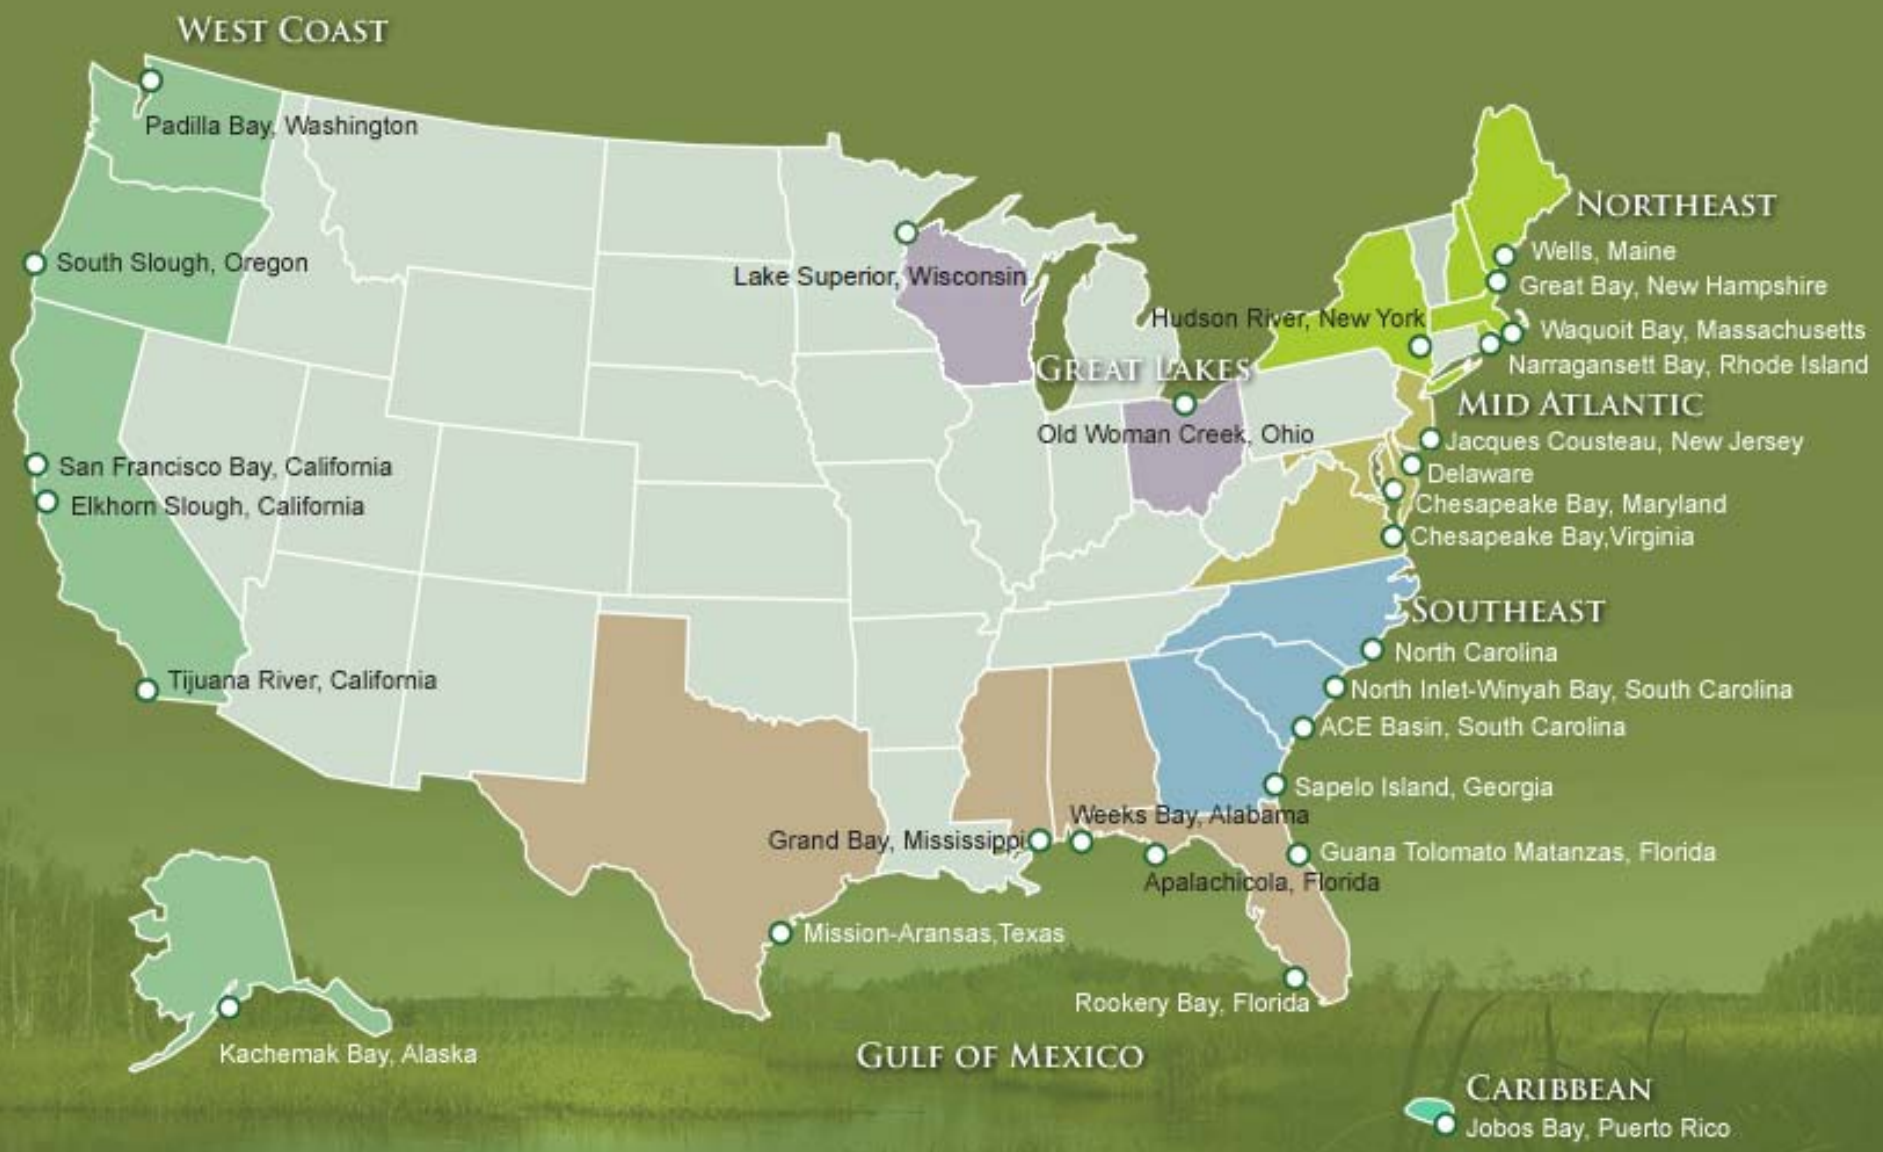 WEST COAST
Padilla Bay, Washington
South Slough, Oregon
San Francisco Bay, California
Elkhorn Slough, California
Tijuana River, California
Kachemak Bay, Alaska
Lake Superior, Wisconsin
GREAT LAKES
Old Woman Creek, Ohio
Hudson River, New York
NORTHEAST
Wells, Maine
Great Bay, New Hampshire
Waquoit Bay, Massachusetts
Narragansett Bay, Rhode Island
MID ATLANTIC
Jacques Cousteau, New Jersey
Delaware
Chesapeake Bay, Maryland
Chesapeake Bay,Virginia
SOUTHEAST
North Carolina
North Inlet-Winyah Bay, South Carolina
ACE Basin, South Carolina
Sapelo Island, Georgia
Weeks Bay, Alabama
Grand Bay, Mississippi
Guana Tolomato Matanzas, Florida
Apalachicola, Florida
Mission-Aransas,Texas
Rookery Bay, Florida
GULF OF MEXICO
CARIBBEAN
Jobos Bay, Puerto Rico